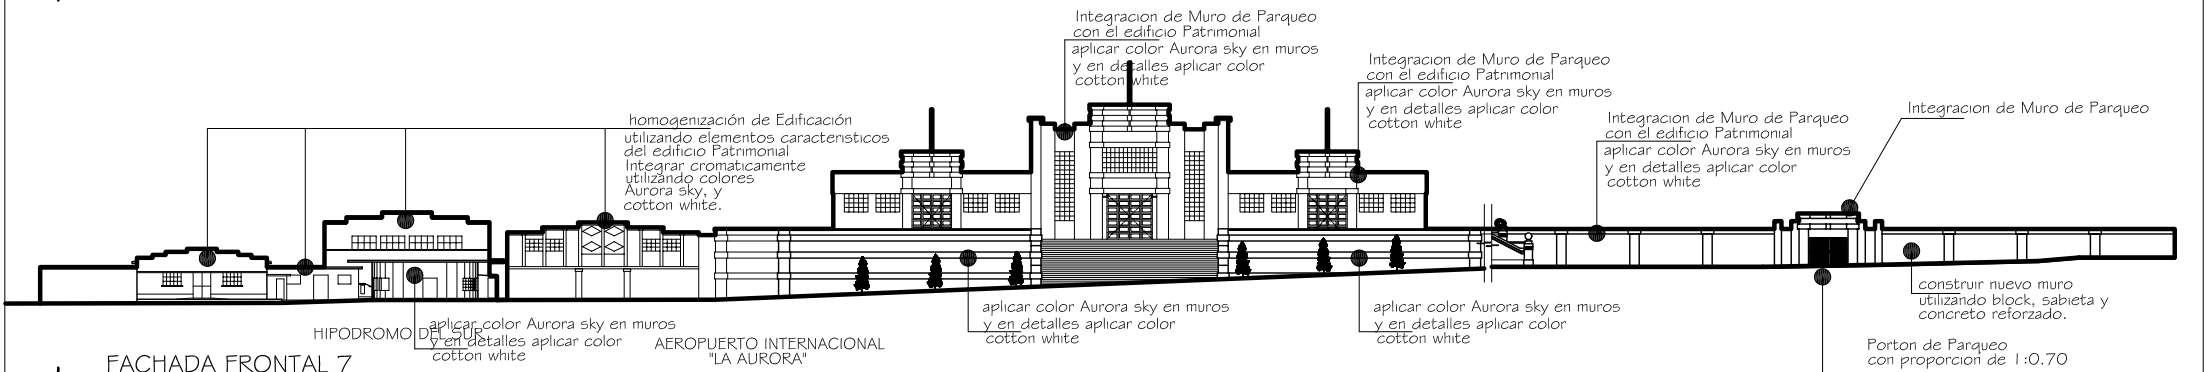 Integracion de Muro de Parqueo
con el edificio Patrimonial
aplicar color Aurora sky en muros
y en detalles aplicar color
cotton white
Integracion de Muro de Parqueo
con el edificio Patrimonial
aplicar color Aurora sky en muros
y en detalles aplicar color
cotton white
Integracion de Muro de Parqueo
con el edificio Patrimonial
aplicar color Aurora sky en muros
y en detalles aplicar color
cotton white
Integracion de Muro de Parqueo
homogenización de Edificación
utilizando elementos caracteristicos
del edificio Patrimonial
Integrar cromaticamente
utilizando colores
Aurora sky, y
cotton white.
HIPODROMO DEL SUR
aplicar color Aurora sky en muros
y en detalles aplicar color
cotton white
AEROPUERTO INTERNACIONAL
"LA AURORA"
aplicar color Aurora sky en muros
y en detalles aplicar color
cotton white
aplicar color Aurora sky en muros
y en detalles aplicar color
cotton white
construir nuevo muro
utilizando block, sabieta y
concreto reforzado.
Porton de Parqueo
con proporcion de 1:0.70
FACHADA FRONTAL 7